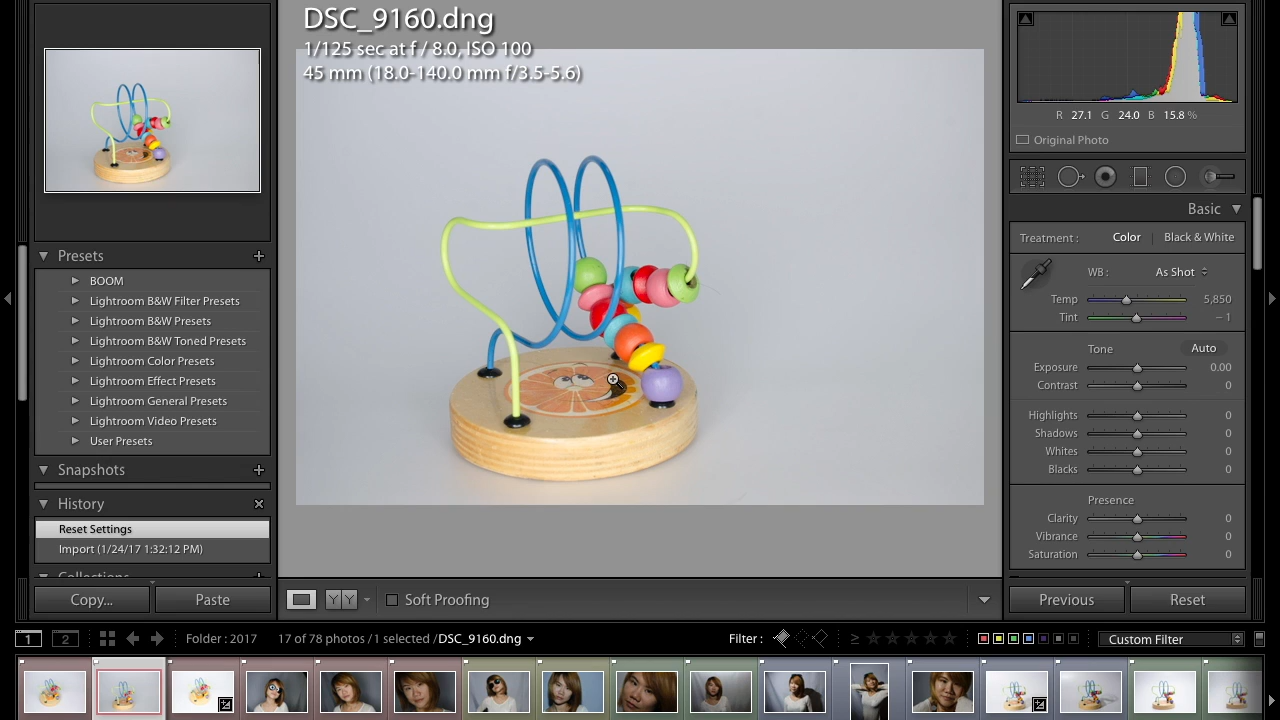 DSC_9160.dng
1/125 sec at f / 8.0, ISO 100
45 mm (18.0-140.0 mm f/3.5-5.6)
Presets
BOOM
Lightroom B&W Filter Presets
Lightroom B&W Presets
Lightroom B&W Toned Presets
Lightroom Color Presets
Lightroom Effect Presets
Lightroom General Presets
Lightroom Video Presets
User Presets
Snapshots
History
Reset Settings
Import (1/24/17 1:32:12 PM)
Collections
Copy...
Paste
Soft Proofing
R 27.1 G 24.0 B 15.8 %
Original Photo
Basic
Treatment : Color | Black & White
WB : As Shot
Temp 5,850
Tint – 1
Tone Auto
Exposure 0.00
Contrast 0
Highlights 0
Shadows 0
Whites 0
Blacks 0
Presence
Clarity 0
Vibrance 0
Saturation 0
Previous
Reset
1 2 Folder : 2017 17 of 78 photos / 1 selected / DSC_9160.dng Filter : ≥ Custom Filter